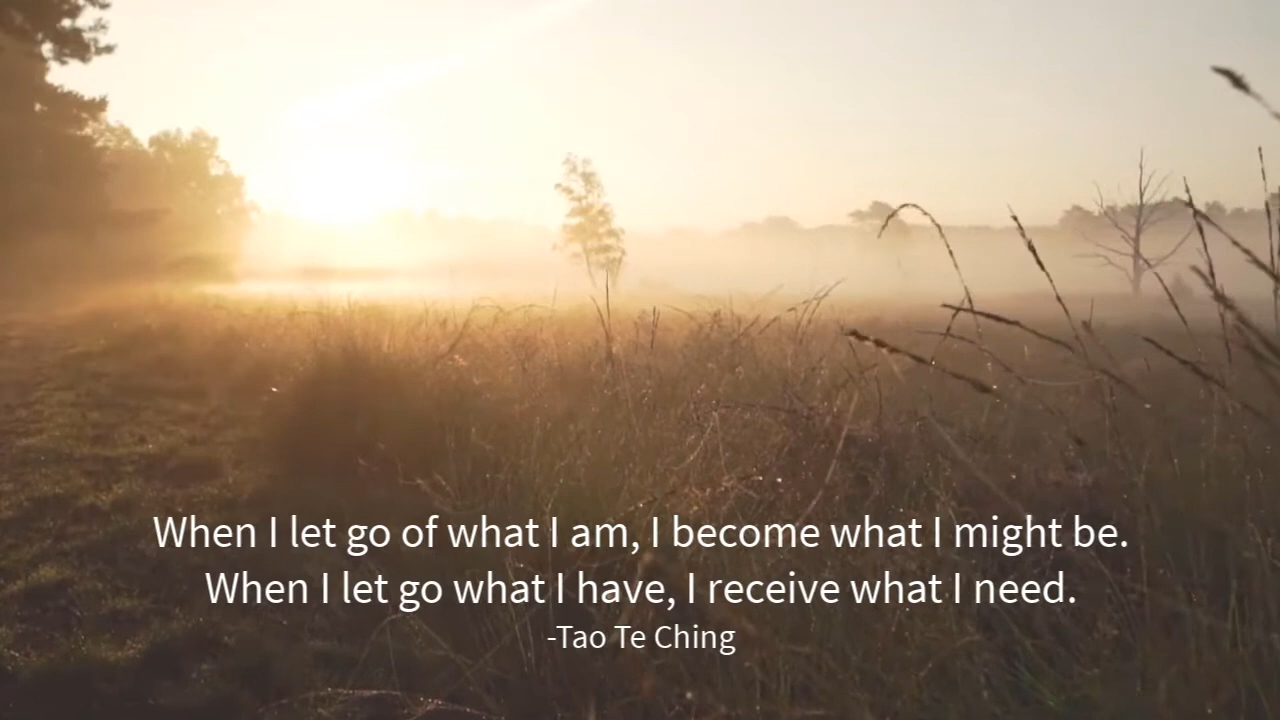 When I let go of what I am, I become what I might be.
When I let go what I have, I receive what I need.
-Tao Te Ching